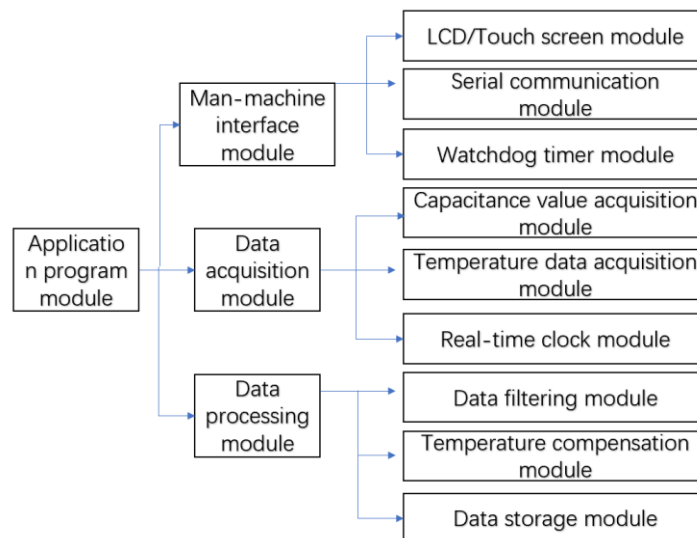 LCD/Touch screen module
Serial communication
module
Watchdog timer module
Man-machine
interface
module
Capacitance value acquisition
module
Temperature data acquisition
module
Real-time clock module
Applicatio
n program
module
Data
acquisition
module
Data filtering module
Temperature compensation
module
Data storage module
Data
processing
module